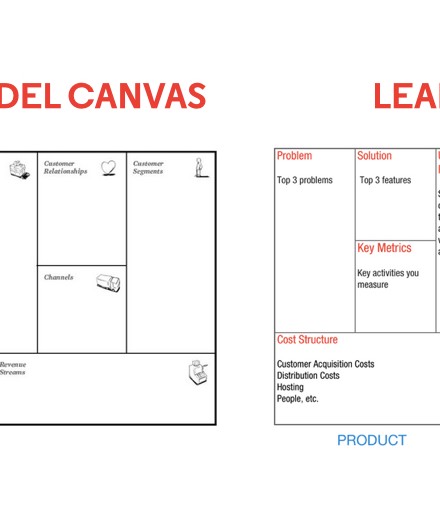 DEL CANVAS
Customer
Relationships
Customer
Segments
Channels
Revenue
Streams
LEA
Problem
Top 3 problems
Solution
Top 3 features
Key Metrics
Key activities you
measure
Cost Structure
Customer Acquisition Costs
Distribution Costs
Hosting
People, etc.
PRODUCT